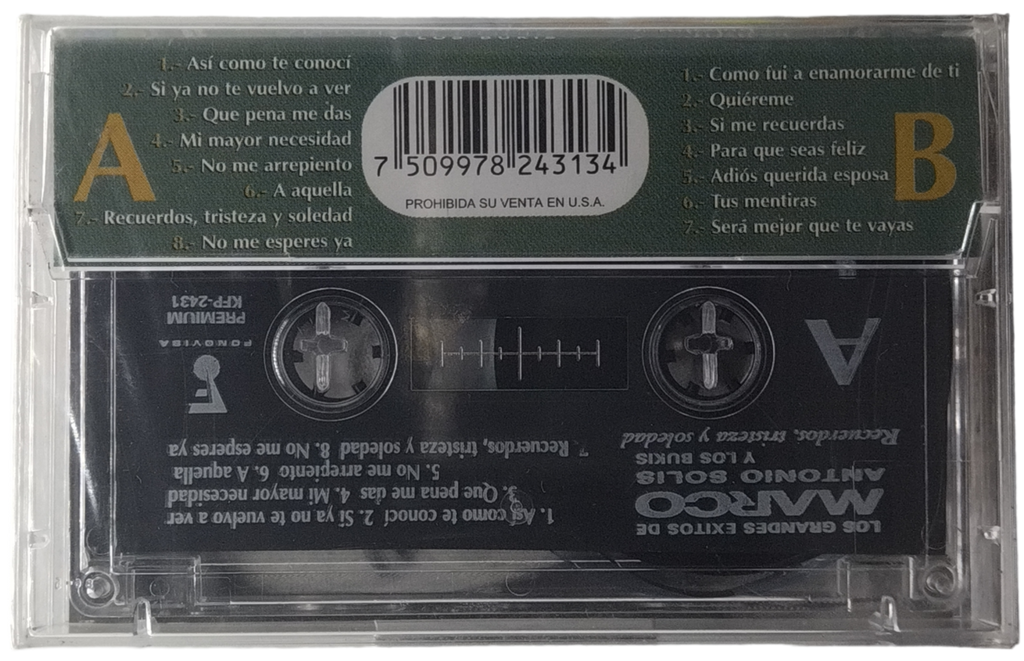 A
1.- Así como te conocí
2.- Si ya no te vuelvo a ver
3.- Que pena me das
4.- Mi mayor necesidad
5.- No me arrepiento
6.- A aquella
7.- Recuerdos, tristeza y soledad
8.- No me esperes ya
7 509978 243134
PROHIBIDA SU VENTA EN U.S.A.
B
1.- Como fui a enamorarme de ti
2.- Quiéreme
3.- Si me recuerdas
4.- Para que seas feliz
5.- Adiós querida esposa
6.- Tus mentiras
7.- Será mejor que te vayas
LOS GRANDES EXITOS DE
MARCO
ANTONIO SOLIS
Y LOS BUKIS
Recuerdos, tristeza y soledad
A
1. Así como te conocí 2. Si ya no te vuelvo a ver
3. Que pena me das 4. Mi mayor necesidad
5. No me arrepiento 6. A aquella
7. Recuerdos, tristeza y soledad 8. No me esperes ya
FONOVISA
PREMIUM
KFP-2431